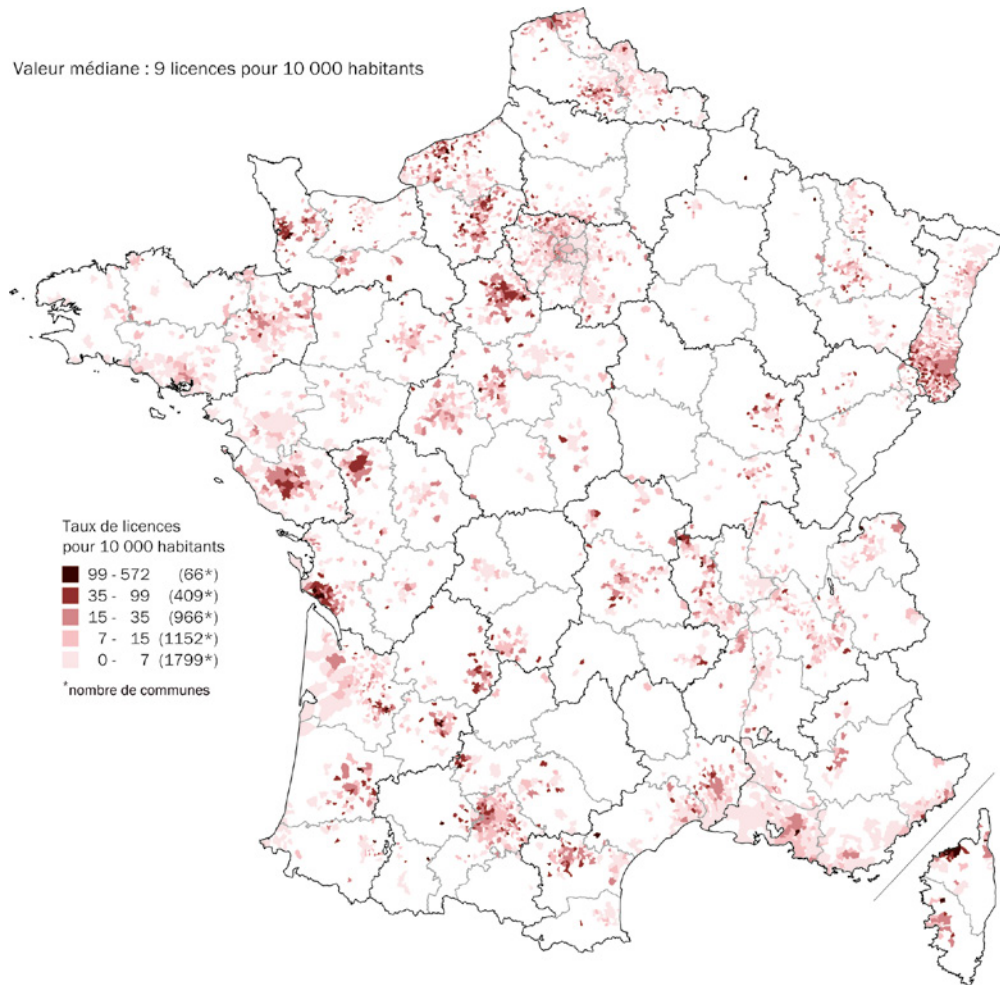 Valeur médiane : 9 licences pour 10 000 habitants
Taux de licences
pour 10 000 habitants
99 - 572 (66*)
35 - 99 (409*)
15 - 35 (966*)
7 - 15 (1152*)
0 - 7 (1799*)
*nombre de communes